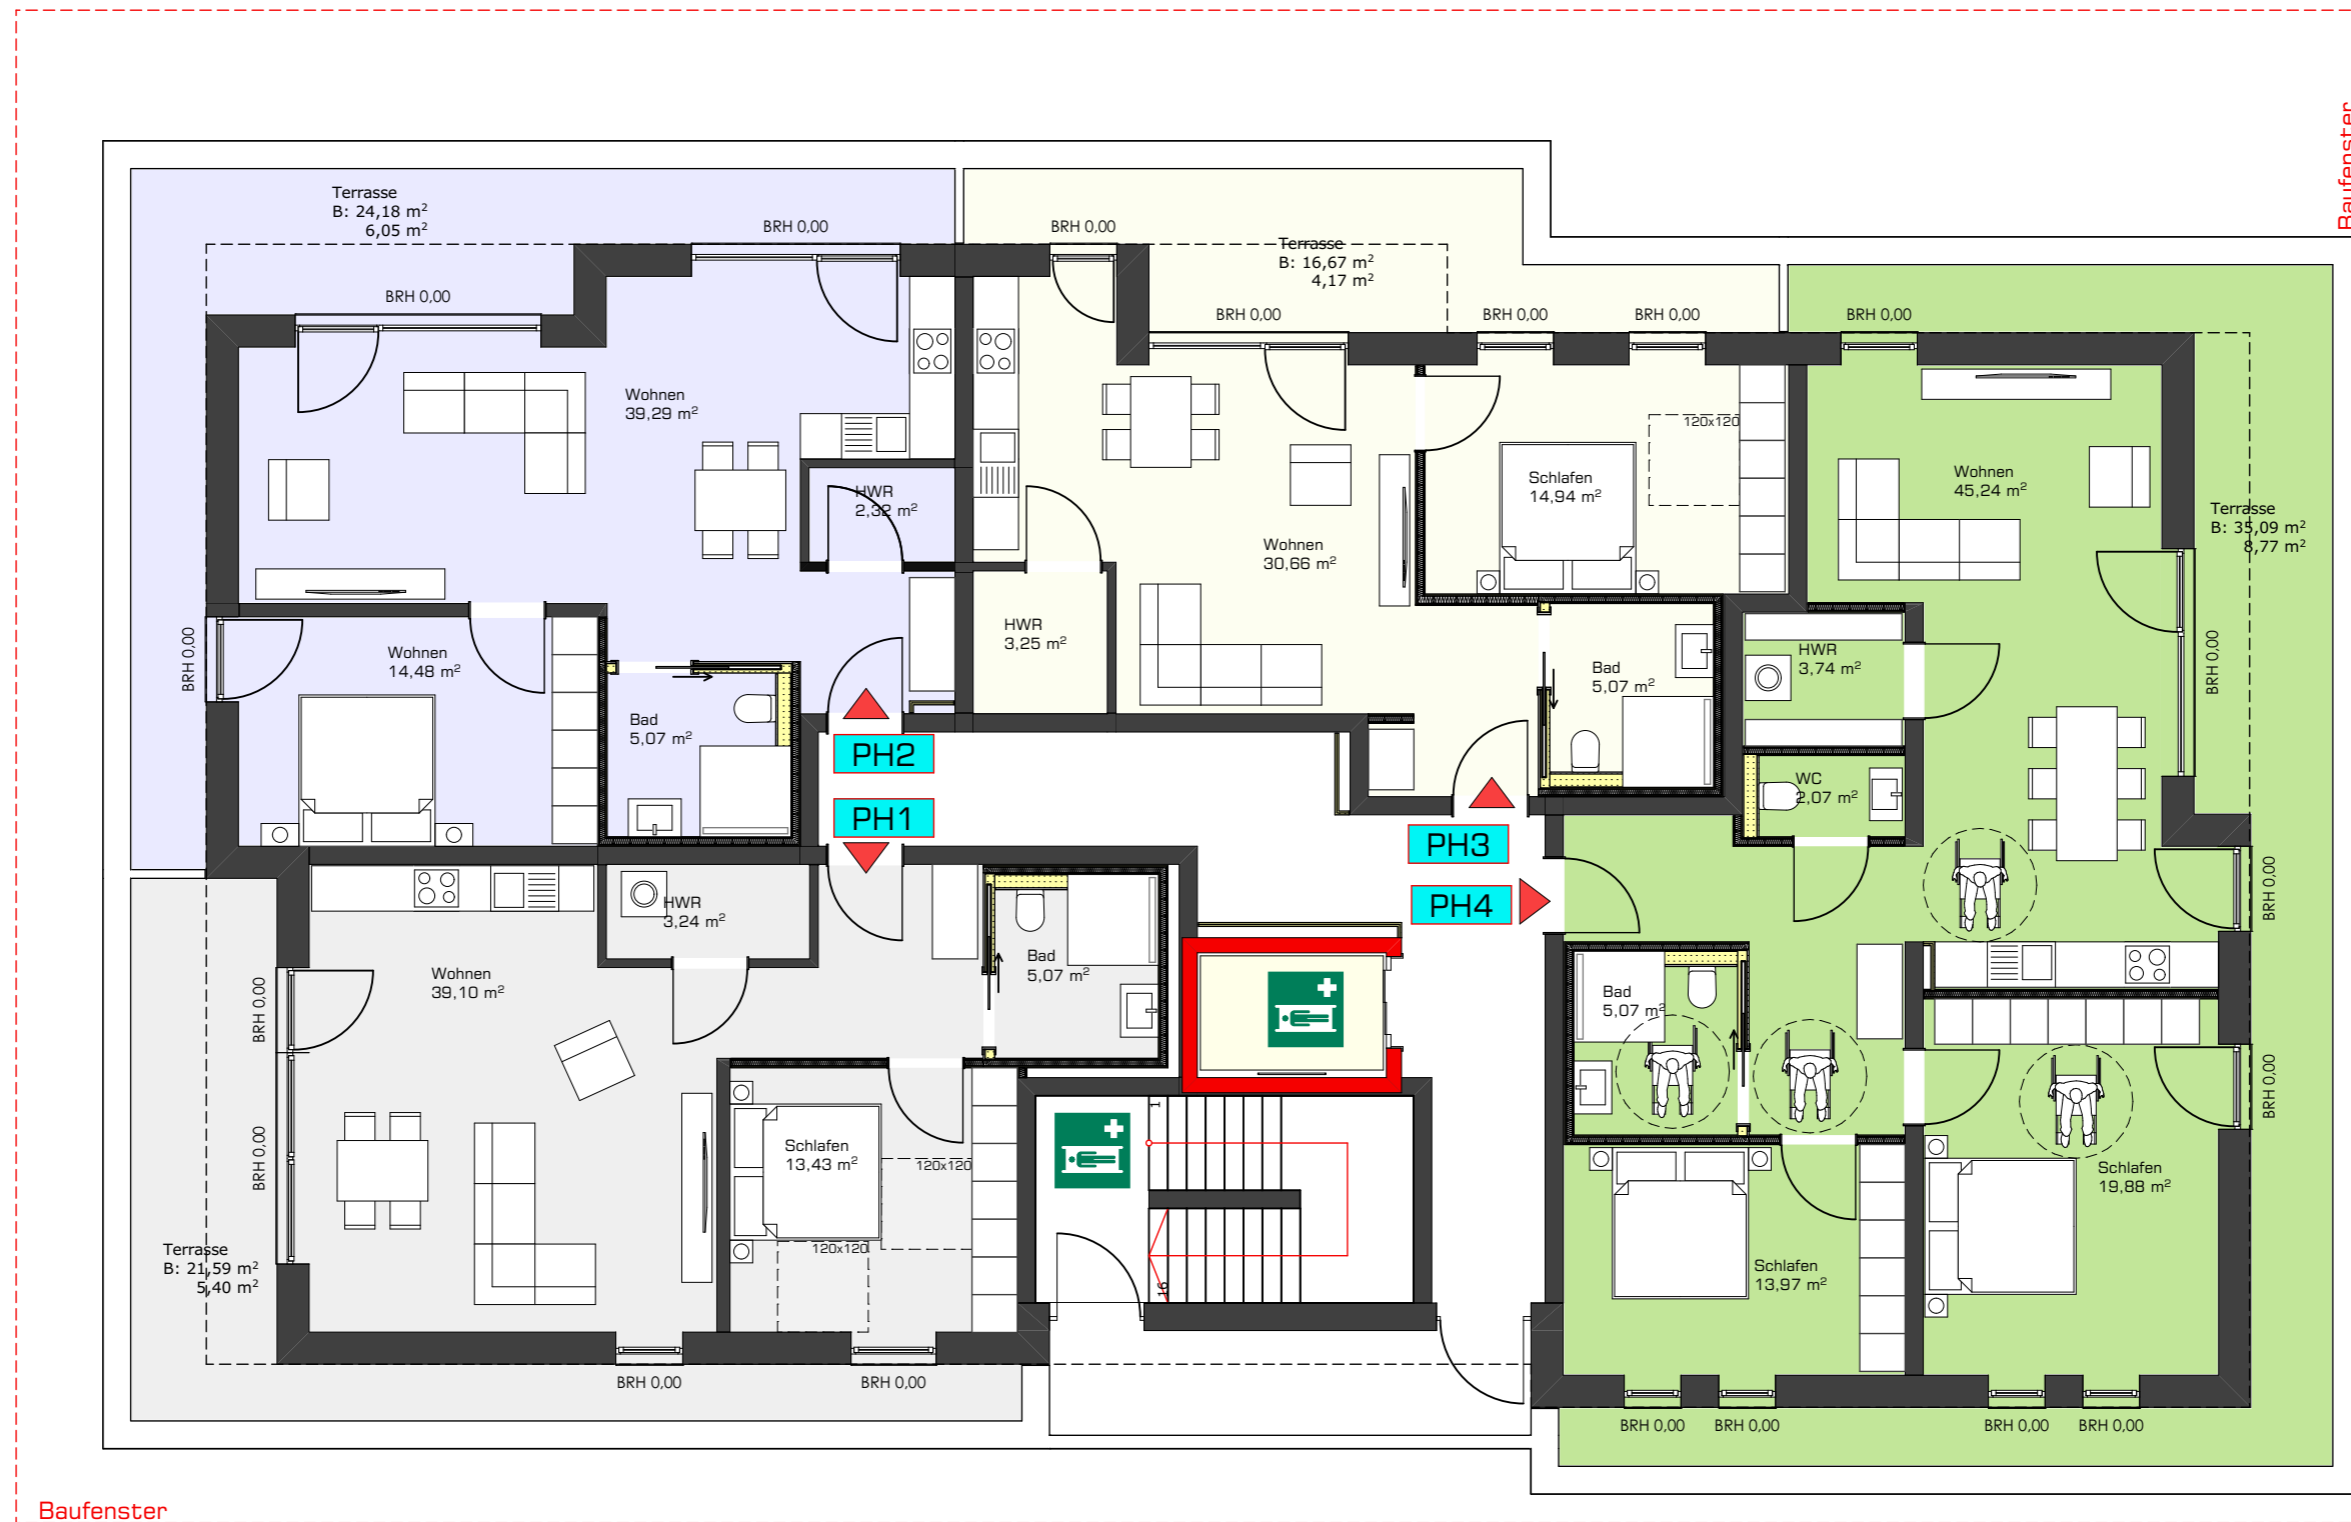 Baufenster
Terrasse
B: 24,18 m²
6,05 m²
BRH 0,00
BRH 0,00
Wohnen
39,29 m²
HWR
2,32 m²
BRH 0,00
Wohnen
14,48 m²
Bad
5,07 m²
PH2
BRH 0,00
Terrasse
B: 16,67 m²
4,17 m²
BRH 0,00
BRH 0,00
BRH 0,00
120x120
Schlafen
14,94 m²
Wohnen
30,66 m²
HWR
3,25 m²
Bad
5,07 m²
PH3
BRH 0,00
Wohnen
45,24 m²
Terrasse
B: 35,09 m²
8,77 m²
BRH 0,00
HWR
3,74 m²
WC
2,07 m²
BRH 0,00
PH4
Bad
5,07 m²
BRH 0,00
Schlafen
19,88 m²
Schlafen
13,97 m²
BRH 0,00
BRH 0,00
BRH 0,00
BRH 0,00
PH1
HWR
3,24 m²
Bad
5,07 m²
Wohnen
39,10 m²
BRH 0,00
BRH 0,00
Schlafen
13,43 m²
120x120
120x120
1
16
Terrasse
B: 21,59 m²
5,40 m²
BRH 0,00
BRH 0,00
Baufenster